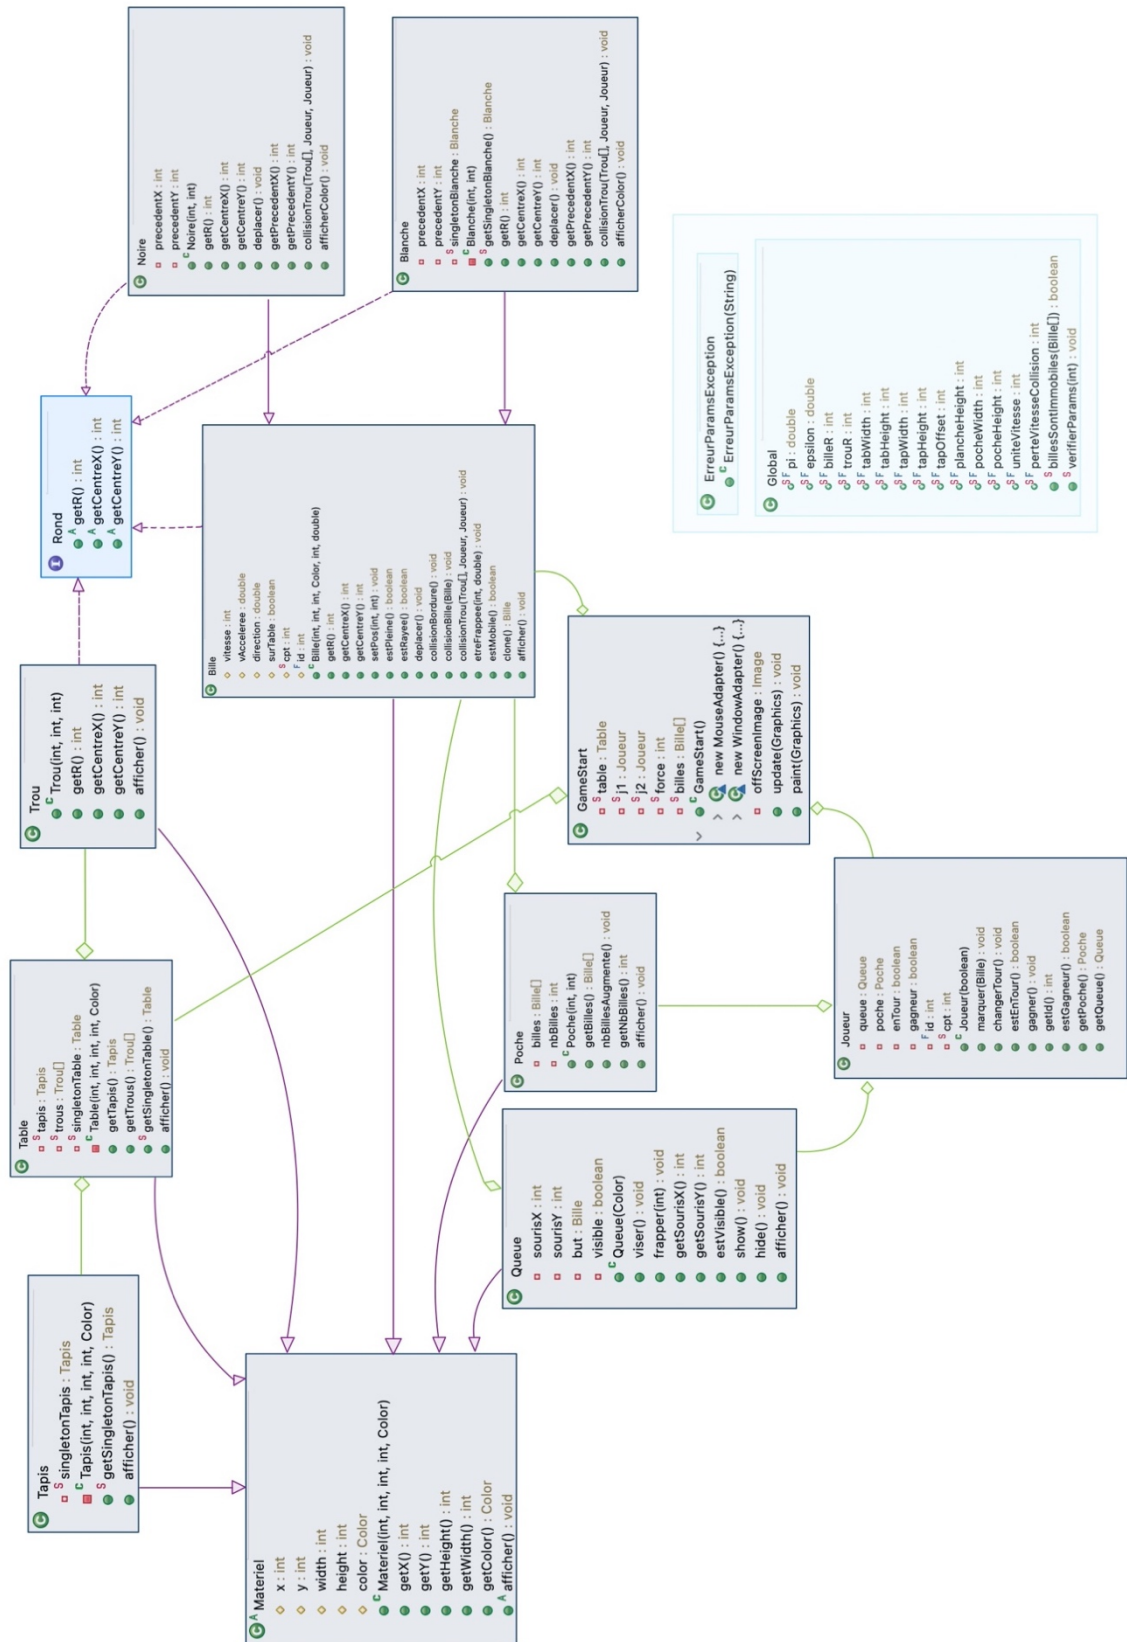 Tapis
singletonTapis : Tapis
Tapis(int, int, int, Color)
getSingletonTapis() : Tapis
afficher() : void
Table
tapis : Tapis
trous : Trou[]
singletonTable : Table
Table(int, int, int, Color)
getTapis() : Tapis
getTrous() : Trou[]
getSingletonTable() : Table
afficher() : void
Trou
Trou(int, int, int)
getR() : int
getCentreX() : int
getCentreY() : int
afficher() : void
Rond
getR() : int
getCentreX() : int
getCentreY() : int
Noire
precedentX : int
precedentY : int
Noire(int, int)
getR() : int
getCentreX() : int
getCentreY() : int
deplacer() : void
getPrecedentX() : int
getPrecedentY() : int
collisionTrou(Trou[], Joueur, Joueur) : void
afficherColor() : void
Materiel
x : int
y : int
width : int
height : int
color : Color
Materiel(int, int, int, int, Color)
getX() : int
getY() : int
getHeight() : int
getWidth() : int
getColor() : Color
afficher() : void
Bille
vitesse : int
vAcceleree : double
direction : double
surTable : boolean
cpt : int
id : int
Bille(int, int, int, Color, int, double)
getR() : int
getCentreX() : int
getCentreY() : int
setPos(int, int) : void
estPleine() : boolean
estRayee() : boolean
deplacer() : void
collisionBordure() : void
collisionBille(Bille) : void
collisionTrou(Trou[], Joueur, Joueur) : void
etreFrappee(int, double) : void
estMobile() : boolean
clone() : Bille
afficher() : void
Blanche
precedentX : int
precedentY : int
singletonBlanche : Blanche
Blanche(int, int)
getSingletonBlanche() : Blanche
getR() : int
getCentreX() : int
getCentreY() : int
deplacer() : void
getPrecedentX() : int
getPrecedentY() : int
collisionTrou(Trou[], Joueur, Joueur) : void
afficherColor() : void
Queue
sourisX : int
sourisY : int
but : Bille
visible : boolean
Queue(Color)
viser() : void
frapper(int) : void
getSourisX() : int
getSourisY() : int
estVisible() : boolean
show() : void
hide() : void
afficher() : void
Poche
billes : Bille[]
nbBilles : int
Poche(int, int)
getBilles() : Bille[]
nbBillesAugmente() : void
getNbBilles() : int
afficher() : void
GameStart
table : Table
j1 : Joueur
j2 : Joueur
force : int
billes : Bille[]
GameStart()
new MouseAdapter() {...}
new WindowAdapter() {...}
offScreenImage : Image
update(Graphics) : void
paint(Graphics) : void
Joueur
queue : Queue
poche : Poche
enTour : boolean
gagneur : boolean
id : int
cpt : int
Joueur(boolean)
marquer(Bille) : void
changerTour() : void
estEnTour() : boolean
gagner() : void
getId() : int
estGagneur() : boolean
getPoche() : Poche
getQueue() : Queue
ErreurParamsException
ErreurParamsException(String)
Global
pi : double
epsilon : double
billeR : int
trouR : int
tabWidth : int
tabHeight : int
tapWidth : int
tapHeight : int
tapOffset : int
plancheHeight : int
pocheWidth : int
pocheHeight : int
uniteVitesse : int
perteVitesseCollision : int
billesSontImmobiles(Bille[]) : boolean
verifierParams(int) : void